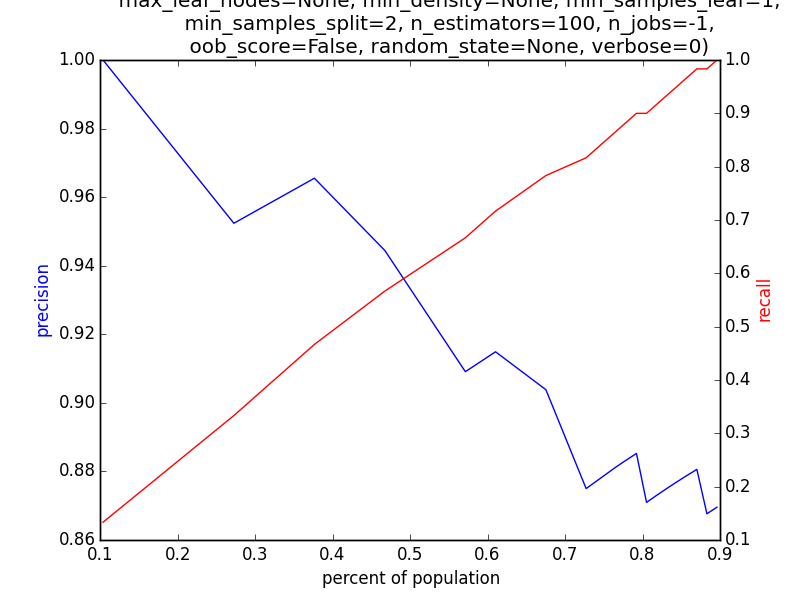 max_leaf_nodes=None, min_density=None, min_samples_leaf=1,
min_samples_split=2, n_estimators=100, n_jobs=-1,
oob_score=False, random_state=None, verbose=0)
1.00
0.98
0.96
0.94
0.92
0.90
0.88
0.86
precision
1.0
0.9
0.8
0.7
0.6
0.5
0.4
0.3
0.2
0.1
recall
0.1 0.2 0.3 0.4 0.5 0.6 0.7 0.8 0.9
percent of population